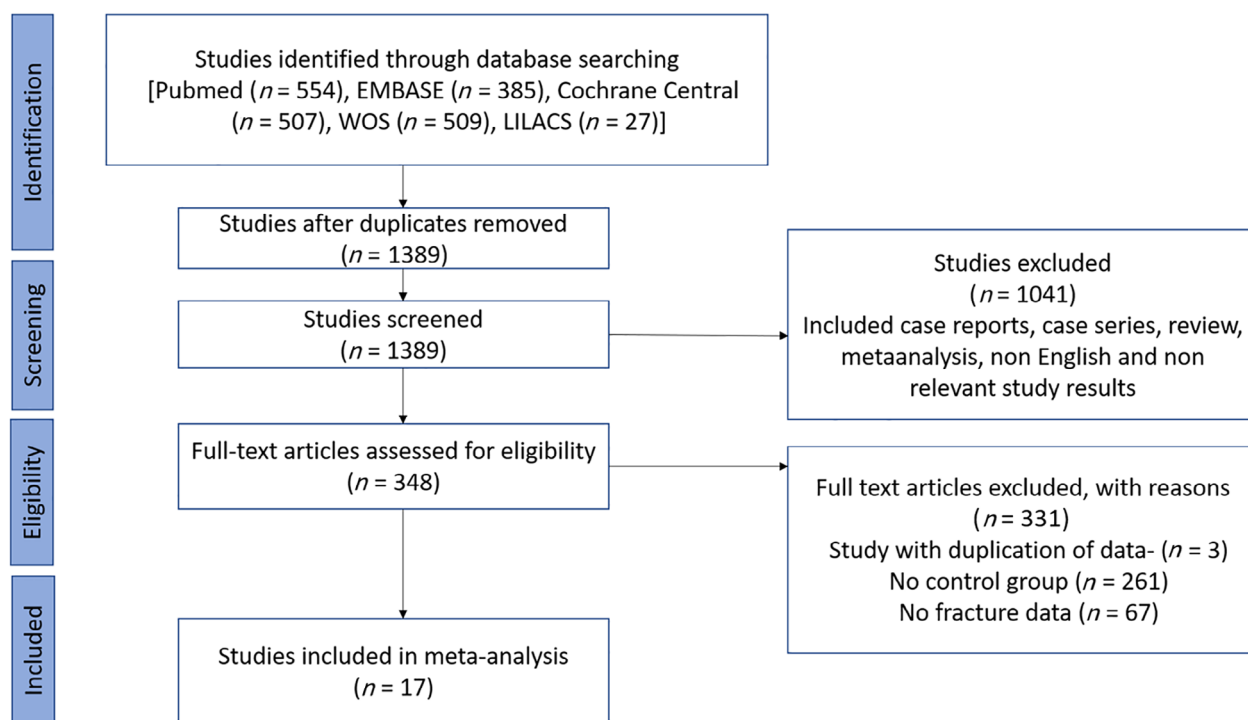 Identification
Studies identified through database searching
[Pubmed (n = 554), EMBASE (n = 385), Cochrane Central
(n = 507), WOS (n = 509), LILACS (n = 27)]
Studies after duplicates removed
(n = 1389)
Screening
Studies screened
(n = 1389)
Studies excluded
(n = 1041)
Included case reports, case series, review,
metaanalysis, non English and non
relevant study results
Eligibility
Full-text articles assessed for eligibility
(n = 348)
Full text articles excluded, with reasons
(n = 331)
Study with duplication of data- (n = 3)
No control group (n = 261)
No fracture data (n = 67)
Included
Studies included in meta-analysis
(n = 17)